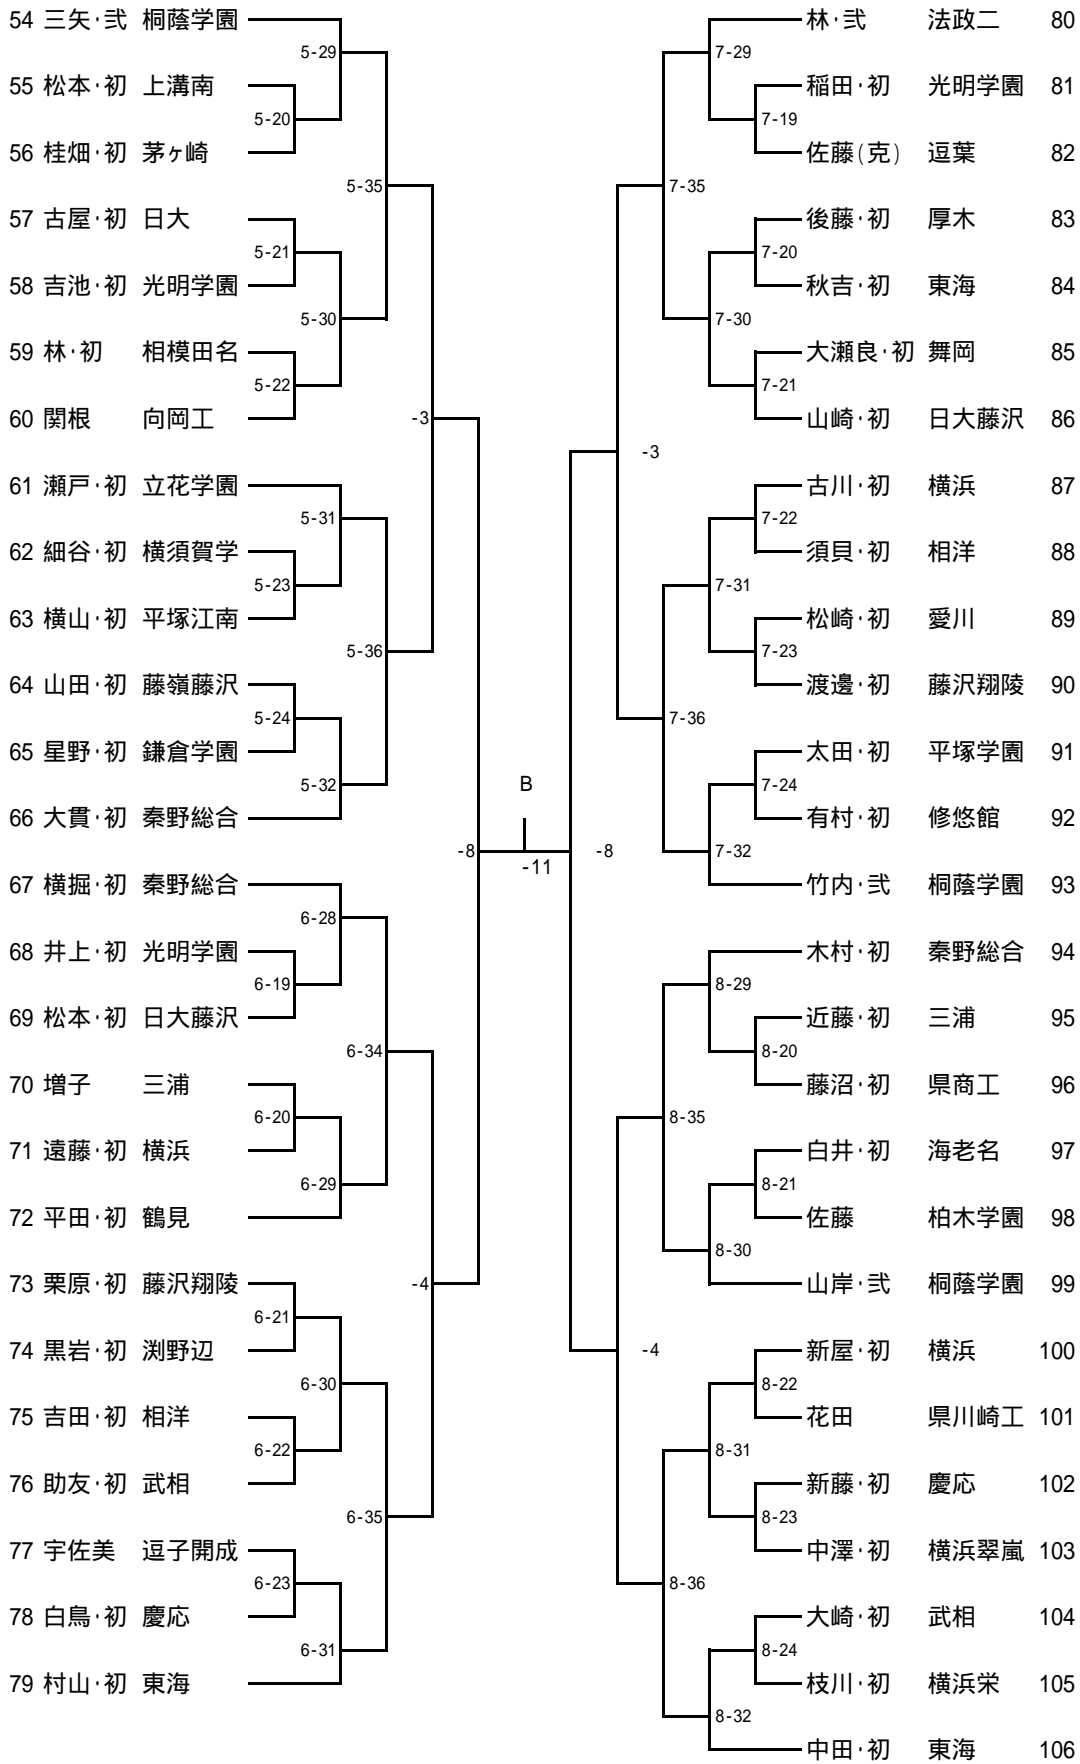 54 三矢・弐 桐蔭学園
5-29
55 松本・初 上溝南
5-20
56 桂畑・初 茅ヶ崎
5-35
57 古屋・初 日大
5-21
58 吉池・初 光明学園
5-30
59 林・初 相模田名
5-22
60 関根 向岡工
-3
61 瀬戸・初 立花学園
5-31
62 細谷・初 横須賀学
5-23
63 横山・初 平塚江南
5-36
64 山田・初 藤嶺藤沢
5-24
65 星野・初 鎌倉学園
5-32
66 大貫・初 秦野総合
-8
67 横掘・初 秦野総合
6-28
68 井上・初 光明学園
6-19
69 松本・初 日大藤沢
6-34
70 増子 三浦
6-20
71 遠藤・初 横浜
6-29
72 平田・初 鶴見
-4
73 栗原・初 藤沢翔陵
6-21
74 黒岩・初 渕野辺
6-30
75 吉田・初 相洋
6-22
76 助友・初 武相
6-35
77 宇佐美 逗子開成
6-23
78 白鳥・初 慶応
6-31
79 村山・初 東海
B
-11
林・弐 法政二 80
7-29
稲田・初 光明学園 81
7-19
佐藤(克) 逗葉 82
7-35
後藤・初 厚木 83
7-20
秋吉・初 東海 84
7-30
大瀬良・初 舞岡 85
7-21
山崎・初 日大藤沢 86
-3
古川・初 横浜 87
7-22
須貝・初 相洋 88
7-31
松崎・初 愛川 89
7-23
渡邊・初 藤沢翔陵 90
7-36
太田・初 平塚学園 91
7-24
有村・初 修悠館 92
7-32
-8
竹内・弐 桐蔭学園 93
木村・初 秦野総合 94
8-29
近藤・初 三浦 95
8-20
藤沼・初 県商工 96
8-35
白井・初 海老名 97
8-21
佐藤 柏木学園 98
8-30
山岸・弐 桐蔭学園 99
-4
新屋・初 横浜 100
8-22
花田 県川崎工 101
8-31
新藤・初 慶応 102
8-23
中澤・初 横浜翠嵐 103
8-36
大崎・初 武相 104
8-24
枝川・初 横浜栄 105
8-32
中田・初 東海 106